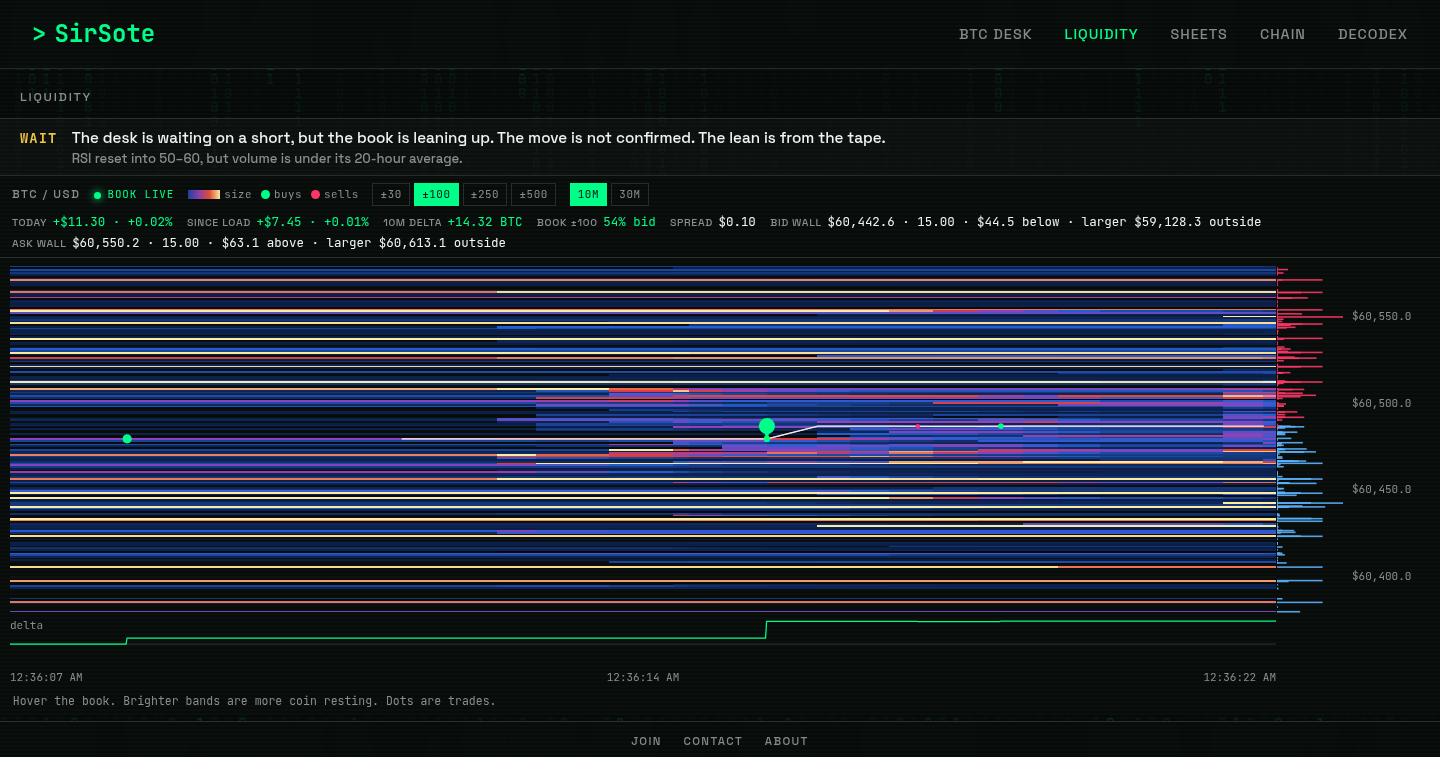 > SirSote
BTC DESK LIQUIDITY SHEETS CHAIN DECODEX
LIQUIDITY
WAIT The desk is waiting on a short, but the book is leaning up. The move is not confirmed. The lean is from the tape.
RSI reset into 50–60, but volume is under its 20-hour average.
BTC / USD BOOK LIVE size buys sells ±30 ±100 ±250 ±500 10M 30M
TODAY +$11.30 · +0.02% SINCE LOAD +$7.45 · +0.01% 10M DELTA +14.32 BTC BOOK ±100 54% bid SPREAD $0.10 BID WALL $60,442.6 · 15.00 · $44.5 below · larger $59,128.3 outside
ASK WALL $60,550.2 · 15.00 · $63.1 above · larger $60,613.1 outside
$60,550.0
$60,500.0
$60,450.0
$60,400.0
delta
12:36:07 AM 12:36:14 AM 12:36:22 AM
Hover the book. Brighter bands are more coin resting. Dots are trades.
JOIN CONTACT ABOUT